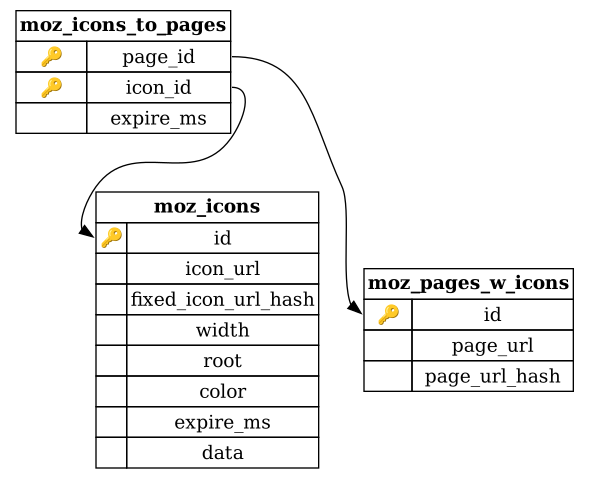 moz_icons_to_pages
page_id
icon_id
expire_ms
moz_icons
id
icon_url
fixed_icon_url_hash
width
root
color
expire_ms
data
moz_pages_w_icons
id
page_url
page_url_hash